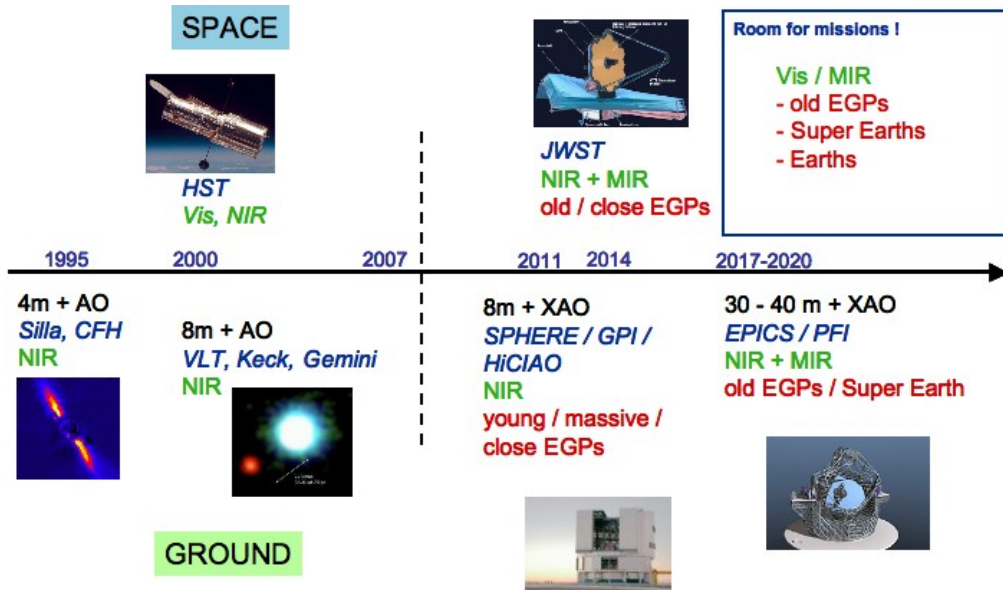 SPACE
HST
Vis, NIR
JWST
NIR + MIR
old / close EGPs
Room for missions !
Vis / MIR
- old EGPs
- Super Earths
- Earths
1995
2000
2007
2011
2014
2017-2020
4m + AO
Silla, CFH
NIR
8m + AO
VLT, Keck, Gemini
NIR
8m + XAO
SPHERE / GPI /
HiCIAO
NIR
young / massive /
close EGPs
30 - 40 m + XAO
EPICS / PFI
NIR + MIR
old EGPs / Super Earth
GROUND